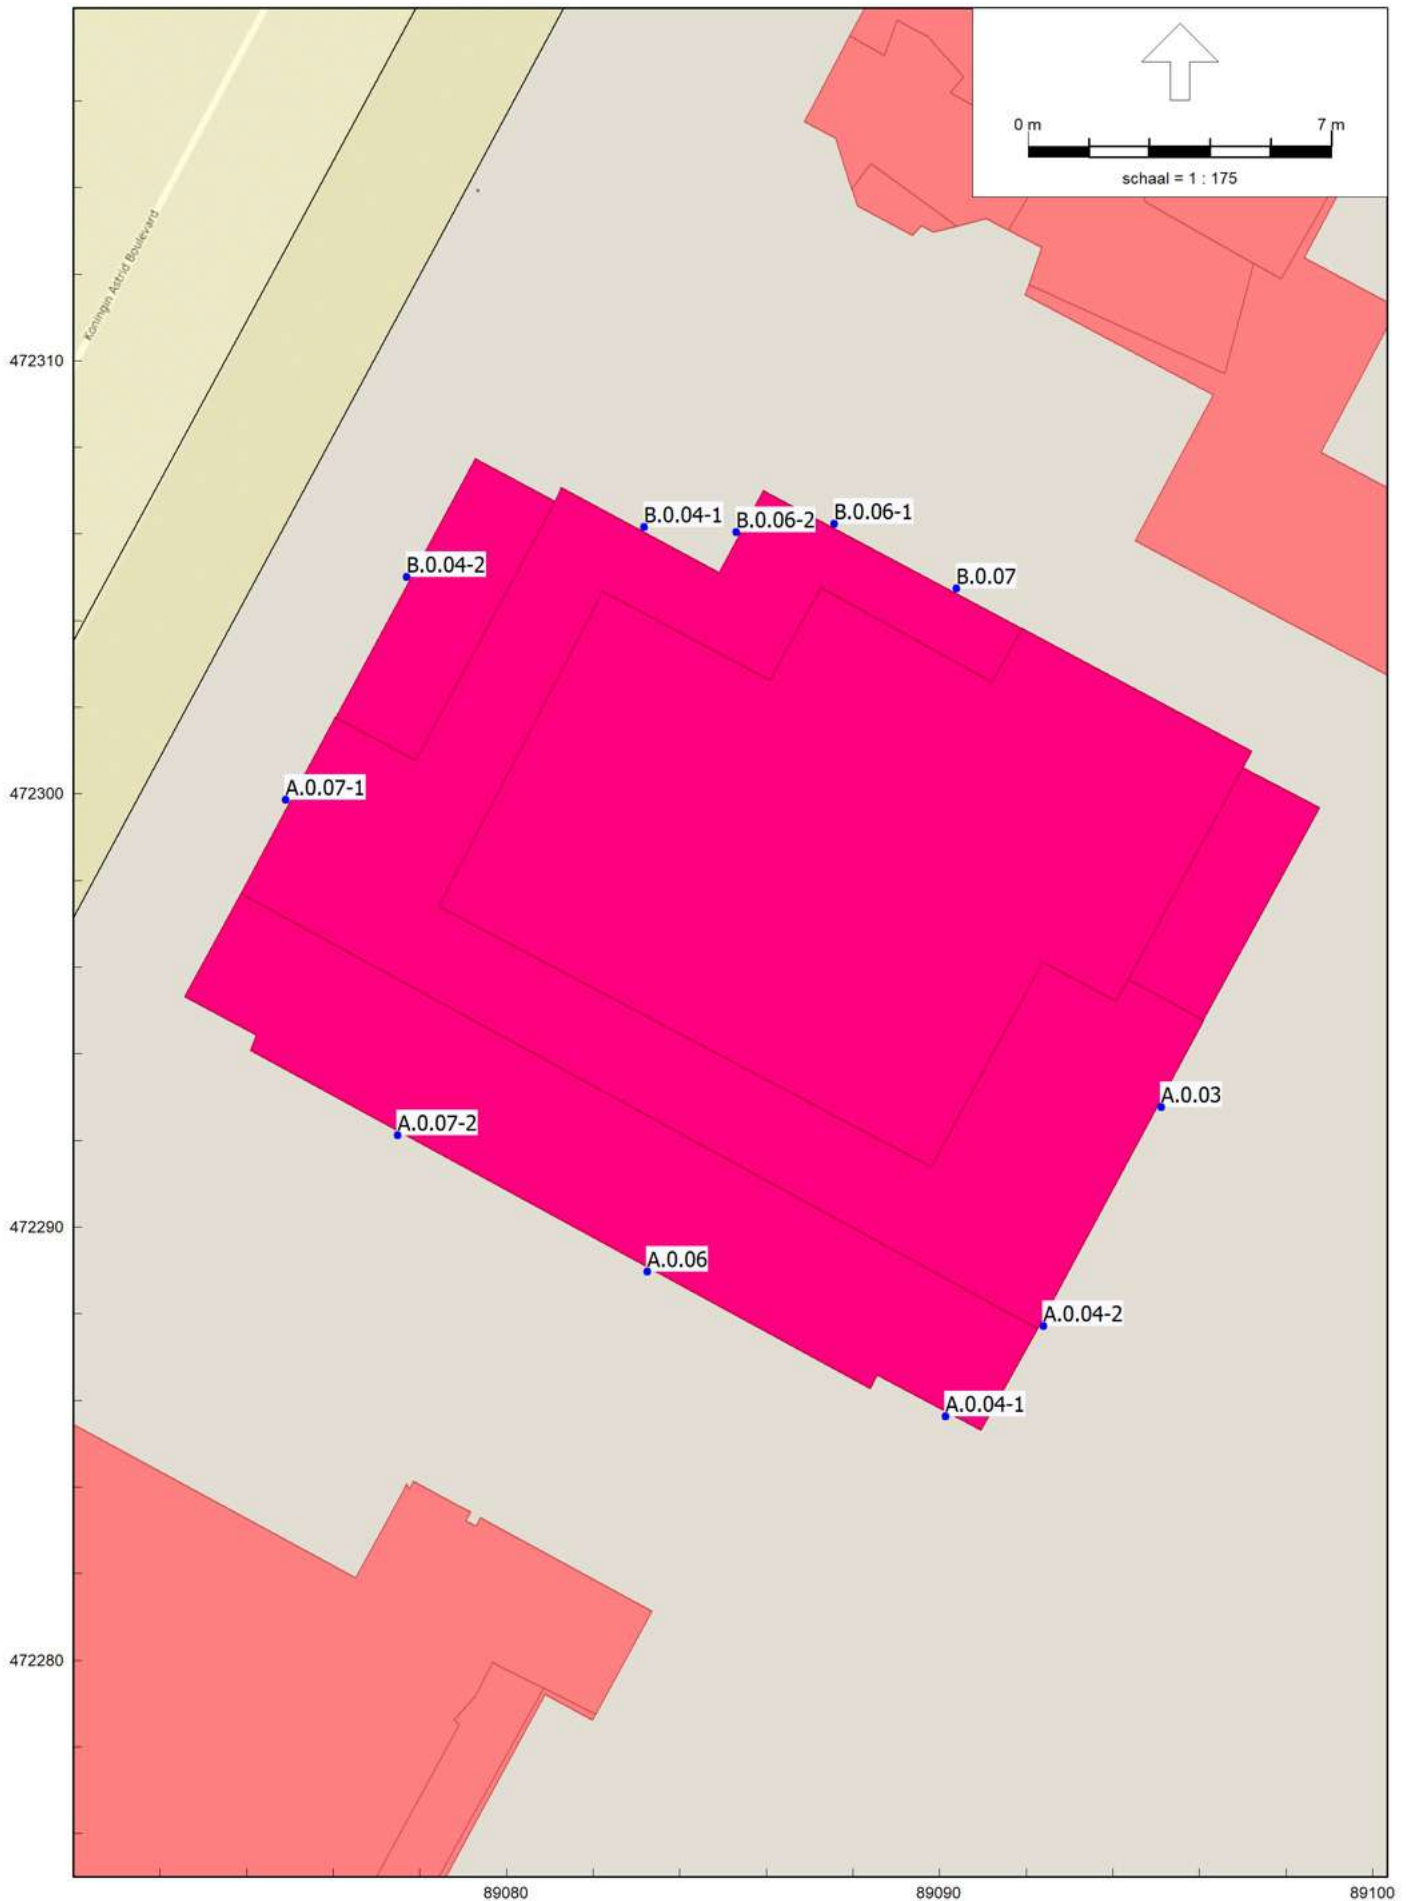 0 m 7 m
schaal = 1 : 175
Koningin Astrid Boulevard
472310
B.0.04-1
B.0.06-2
B.0.06-1
B.0.04-2
B.0.07
A.0.07-1
472300
A.0.03
A.0.07-2
472290
A.0.06
A.0.04-2
A.0.04-1
472280
89080 89090 89100